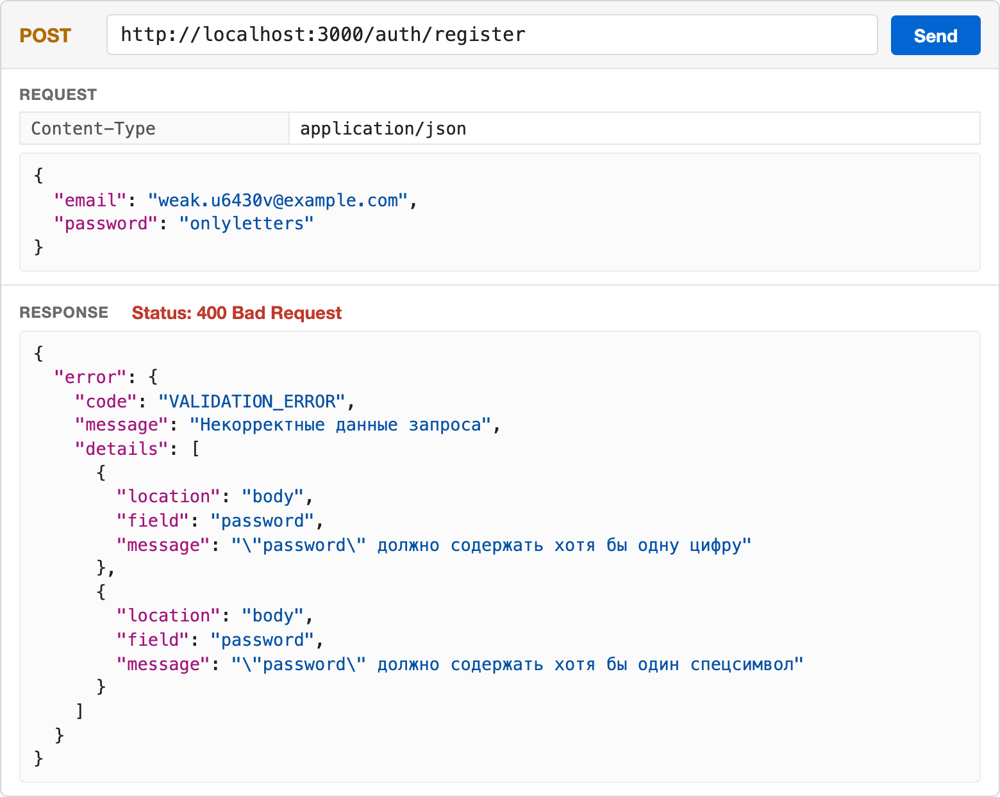 POST http://localhost:3000/auth/register Send
REQUEST
Content-Type application/json
{
  "email": "weak.u6430v@example.com",
  "password": "onlyletters"
}
RESPONSE Status: 400 Bad Request
{
  "error": {
    "code": "VALIDATION_ERROR",
    "message": "Некорректные данные запроса",
    "details": [
      {
        "location": "body",
        "field": "password",
        "message": "\"password\" должно содержать хотя бы одну цифру"
      },
      {
        "location": "body",
        "field": "password",
        "message": "\"password\" должно содержать хотя бы один спецсимвол"
      }
    ]
  }
}